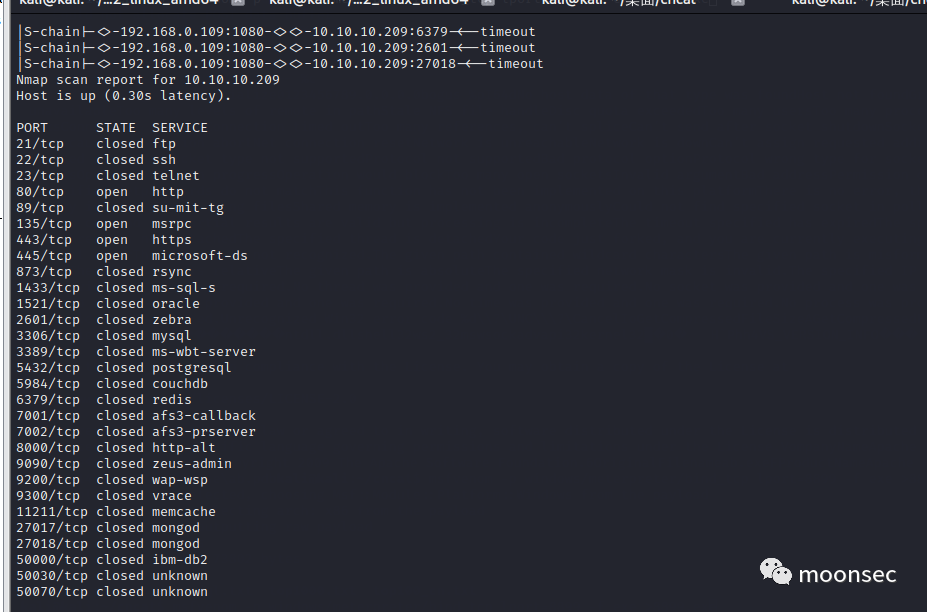 kali@kali: ~/…2_linux_amd64
kali@kali: ~/…2_linux_amd64
kali@kali: ~/桌面/cncat
kali@kali: ~/桌面/cn
|S-chain|-<>-192.168.0.109:1080-<><>-10.10.10.209:6379-<--timeout
|S-chain|-<>-192.168.0.109:1080-<><>-10.10.10.209:2601-<--timeout
|S-chain|-<>-192.168.0.109:1080-<><>-10.10.10.209:27018-<--timeout
Nmap scan report for 10.10.10.209
Host is up (0.30s latency).
PORT      STATE  SERVICE
21/tcp    closed ftp
22/tcp    closed ssh
23/tcp    closed telnet
80/tcp    open   http
89/tcp    closed su-mit-tg
135/tcp   open   msrpc
443/tcp   open   https
445/tcp   open   microsoft-ds
873/tcp   closed rsync
1433/tcp  closed ms-sql-s
1521/tcp  closed oracle
2601/tcp  closed zebra
3306/tcp  closed mysql
3389/tcp  closed ms-wbt-server
5432/tcp  closed postgresql
5984/tcp  closed couchdb
6379/tcp  closed redis
7001/tcp  closed afs3-callback
7002/tcp  closed afs3-prserver
8000/tcp  closed http-alt
9090/tcp  closed zeus-admin
9200/tcp  closed wap-wsp
9300/tcp  closed vrace
11211/tcp closed memcache
27017/tcp closed mongod
27018/tcp closed mongod
50000/tcp closed ibm-db2
50030/tcp closed unknown
50070/tcp closed unknown
moonsec